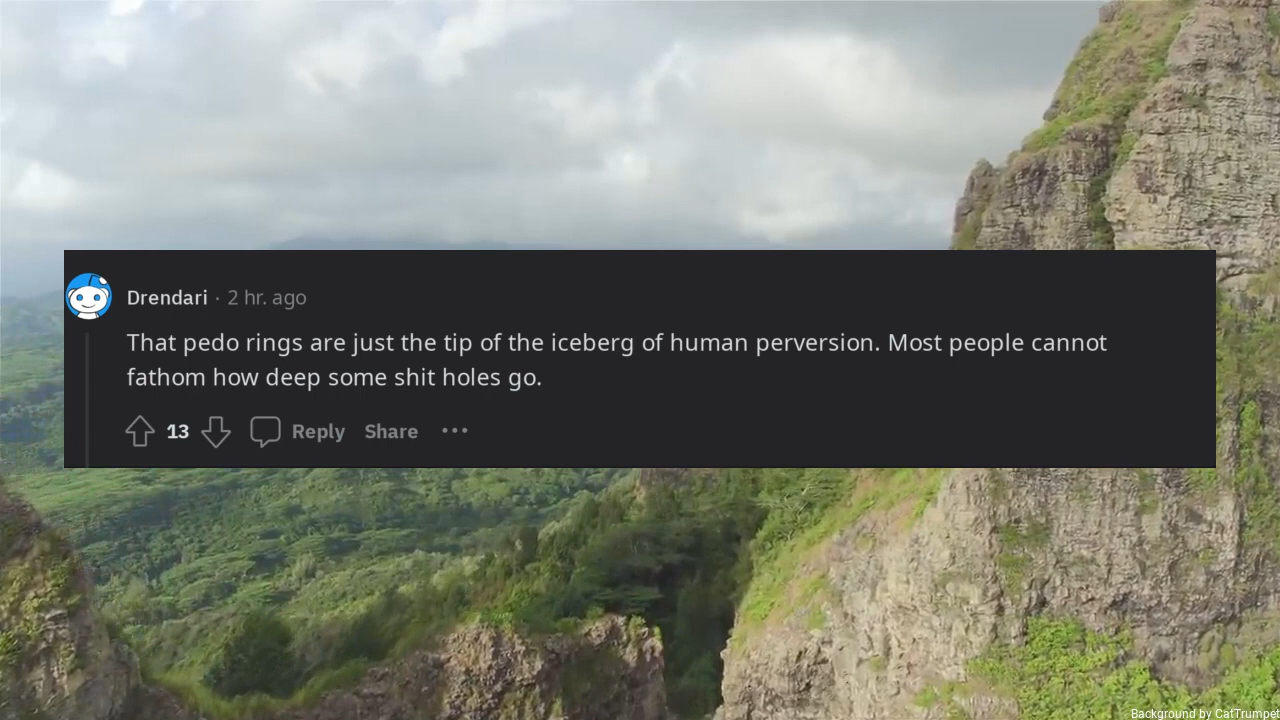 Drendari · 2 hr. ago
That pedo rings are just the tip of the iceberg of human perversion. Most people cannot
fathom how deep some shit holes go.
13 Reply Share ···
Background by CatTrumpet